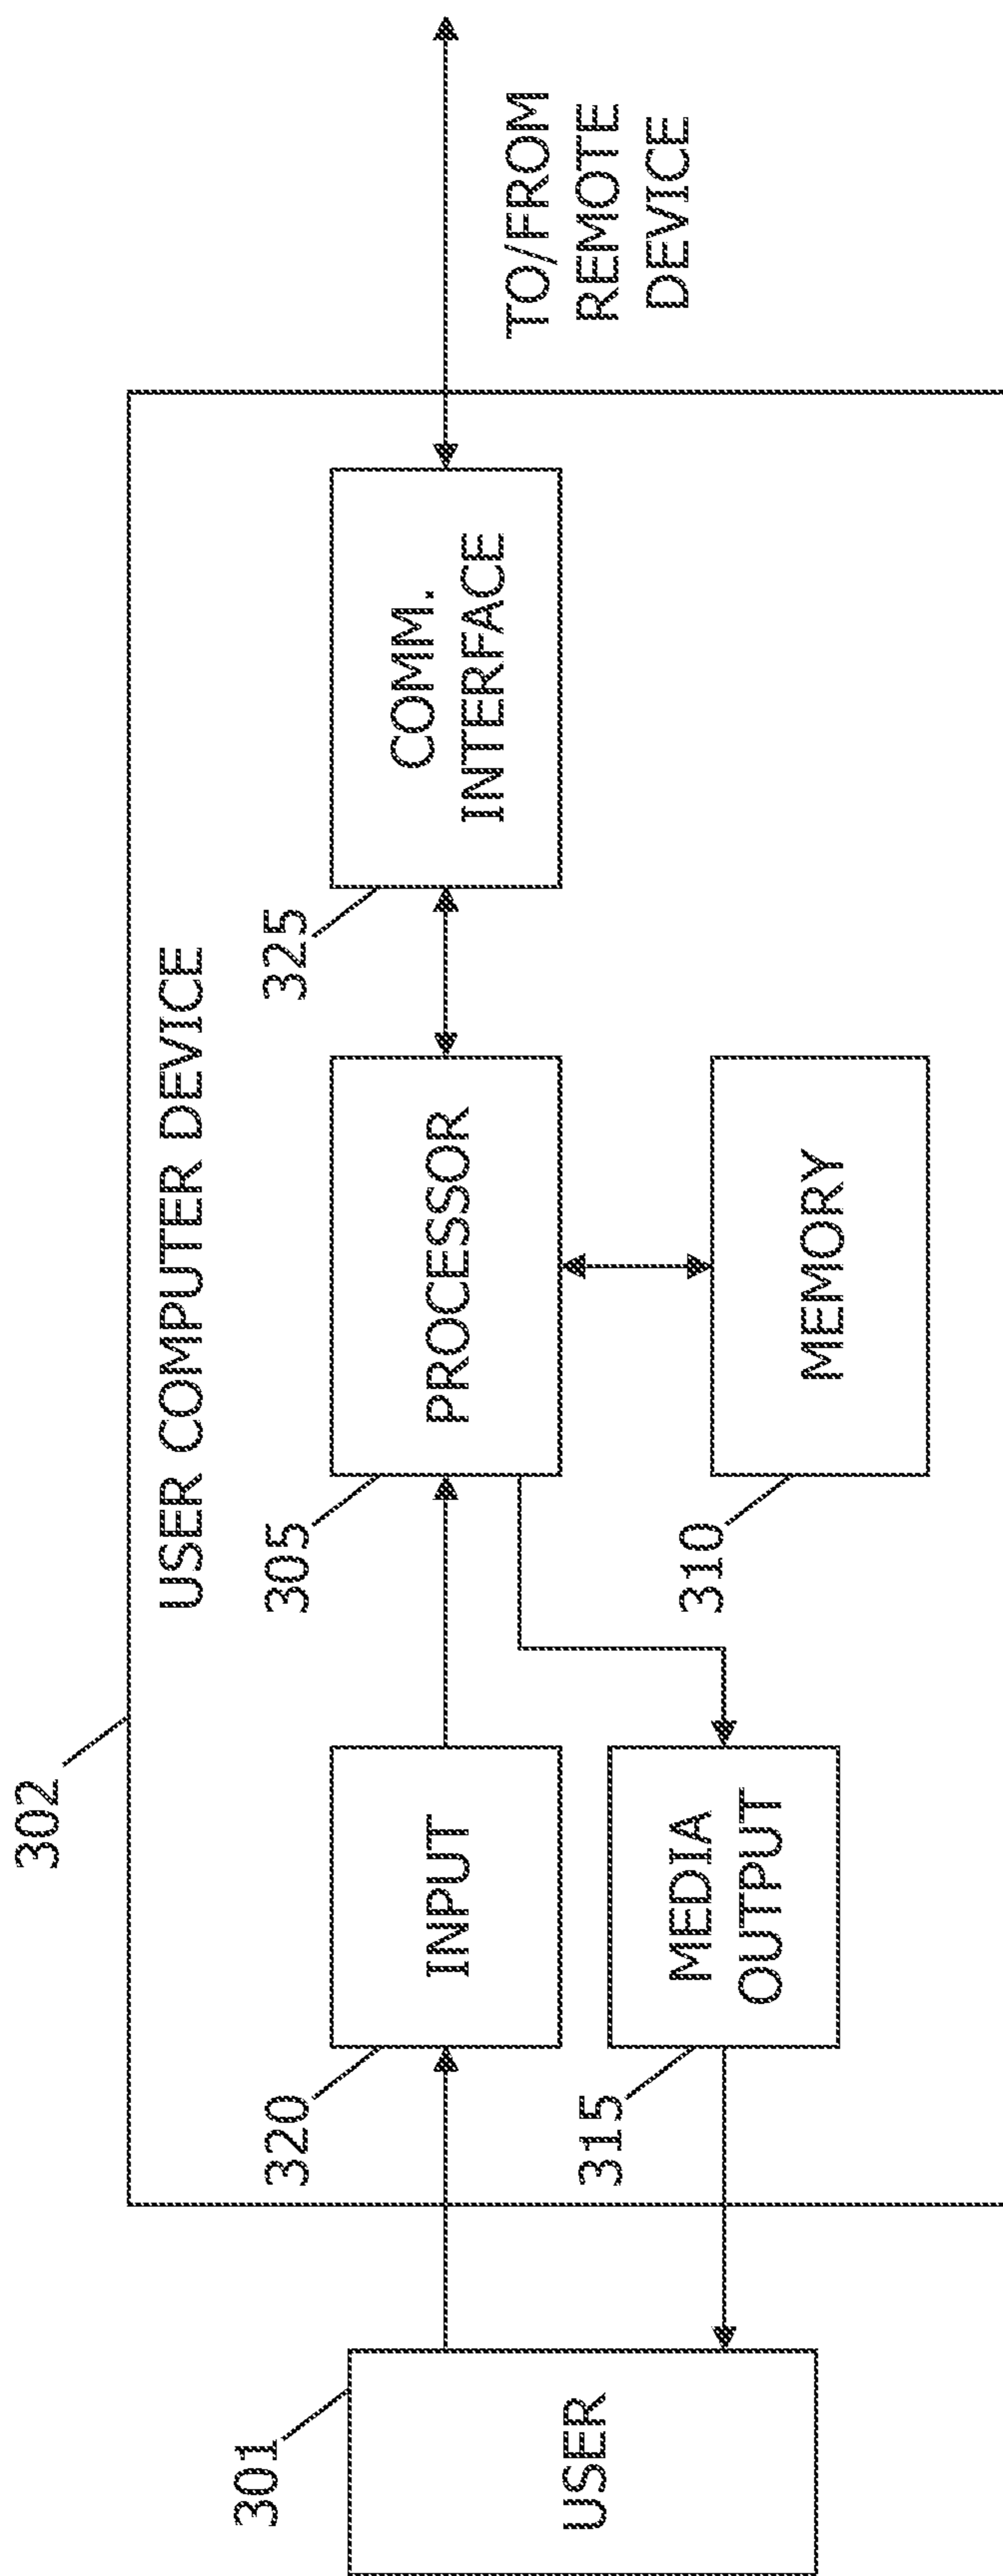 302
USER COMPUTER DEVICE
301
USER
320
INPUT
315
MEDIA
OUTPUT
305
PROCESSOR
310
MEMORY
325
COMM.
INTERFACE
TO/FROM
REMOTE
DEVICE